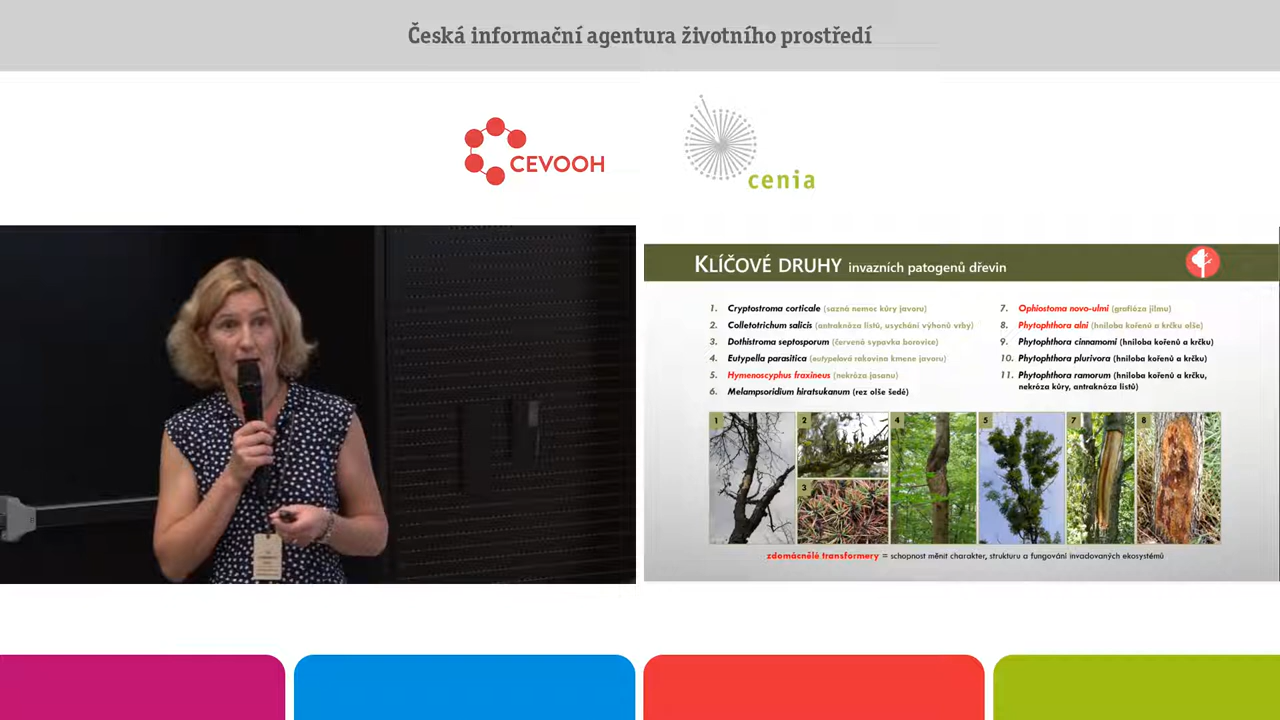 Česká informační agentura životního prostředí
CEVOOH
cenia
KLÍČOVÉ DRUHY invazních patogenů dřevin
1. Cryptostroma corticale (sazná nemoc kůry javoru)
2. Colletotrichum salicis (antraknóza listů, usychání výhonů vrby)
3. Dothistroma septosporum (červená sypavka borovice)
4. Eutypella parasitica (eutypelová rakovina kmene javoru)
5. Hymenoscyphus fraxineus (nekróza jasanu)
6. Melampsoridium hiratsukanum (rez olše šedé)
7. Ophiostoma novo-ulmi (grafióza jilmu)
8. Phytophthora alni (hniloba kořenů a krčku olše)
9. Phytophthora cinnamomi (hniloba kořenů a krčku)
10. Phytophthora plurivora (hniloba kořenů a krčku)
11. Phytophthora ramorum (hniloba kořenů a krčku,
nekróza kůry, antraknóza listů)
1
2
3
4
5
7
8
zdomácnělé transformery = schopnost měnit charakter, strukturu a fungování invadovaných ekosystémů